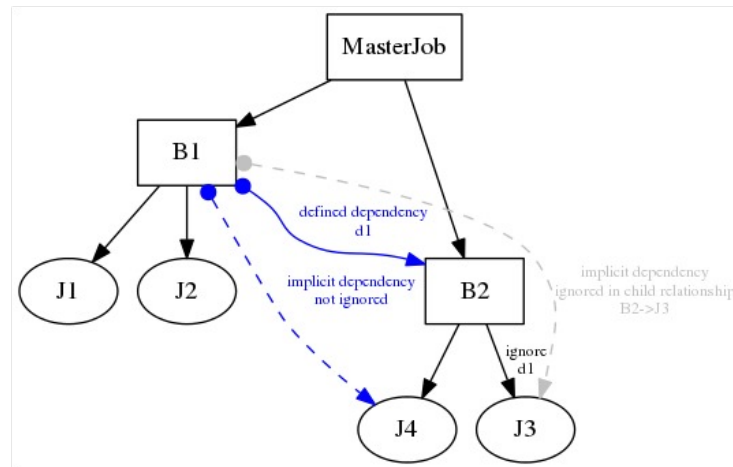 MasterJob
B1
defined dependency
d1
implicit dependency
not ignored
implicit dependency
ignored in child relationship
B2->J3
J1
J2
B2
ignore
d1
J4
J3